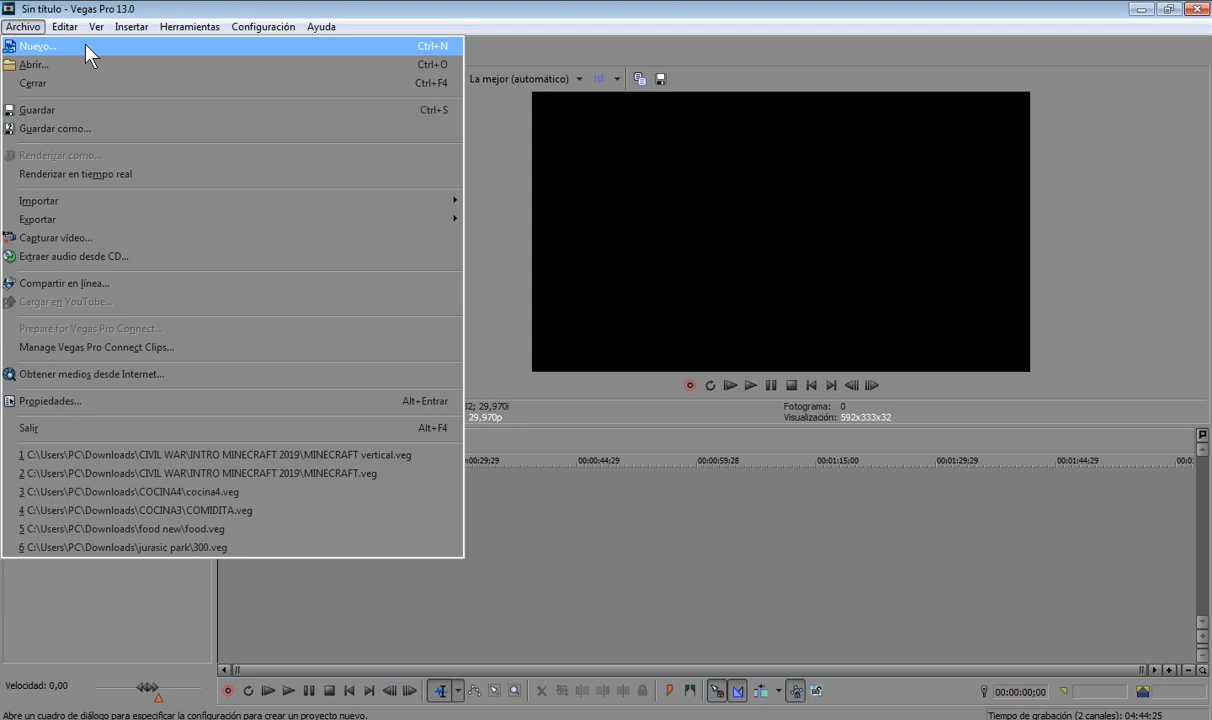 Sin título - Vegas Pro 13.0
Archivo Editar Ver Insertar Herramientas Configuración Ayuda
Nuevo... Ctrl+N
Abrir... Ctrl+O
Cerrar Ctrl+F4
La mejor (automático)
Guardar Ctrl+S
Guardar como...
Renderizar como...
Renderizar en tiempo real
Importar
Exportar
Capturar vídeo...
Extraer audio desde CD...
Compartir en línea...
Cargar en YouTube...
Prepare for Vegas Pro Connect...
Manage Vegas Pro Connect Clips...
Obtener medios desde Internet...
Propiedades... Alt+Entrar
Salir Alt+F4
32; 29,970i Fotograma: 0
29,970p Visualización: 592x333x32
1 C:\Users\PC\Downloads\CIVIL WAR\INTRO MINECRAFT 2019\MINECRAFT vertical.veg
2 C:\Users\PC\Downloads\CIVIL WAR\INTRO MINECRAFT 2019\MINECRAFT.veg
3 C:\Users\PC\Downloads\COCINA4\cocina4.veg
4 C:\Users\PC\Downloads\COCINA3\COMIDITA.veg
5 C:\Users\PC\Downloads\food new\food.veg
6 C:\Users\PC\Downloads\jurasic park\300.veg
00:00:29;29 00:00:44;29 00:00:59;28 00:01:15;00 00:01:29;29 00:01:44;29 00:0
Velocidad: 0,00
00:00:00;00
Abre un cuadro de diálogo para especificar la configuración para crear un proyecto nuevo. Tiempo de grabación (2 canales): 04:44:25